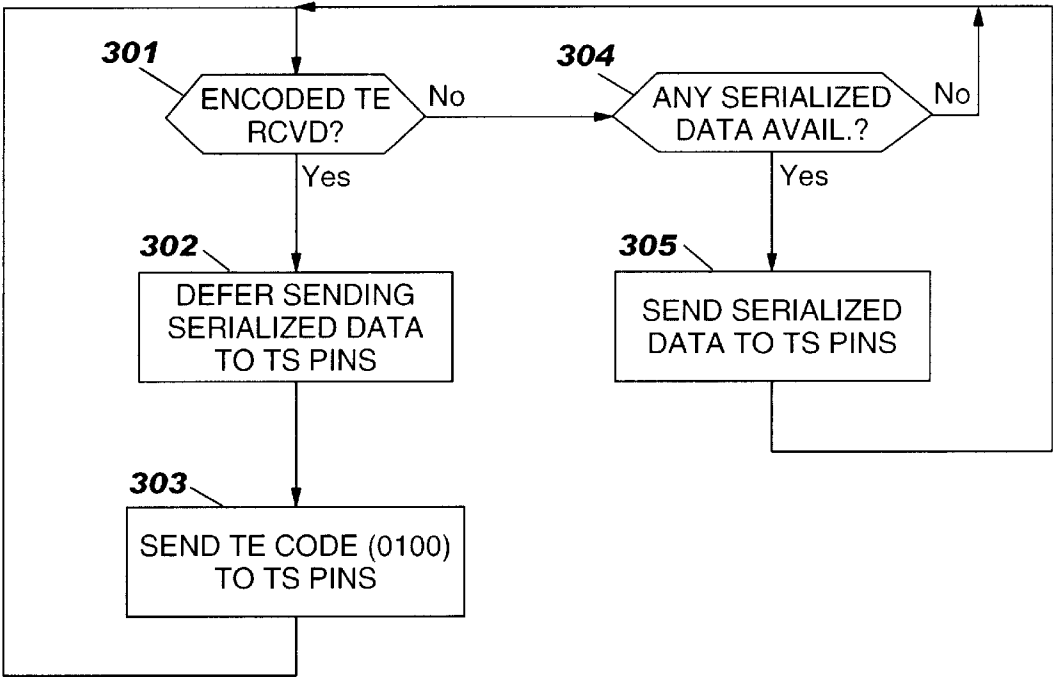 301
ENCODED TE
RCVD?
No
Yes
304
ANY SERIALIZED
DATA AVAIL.?
No
Yes
302
DEFER SENDING
SERIALIZED DATA
TO TS PINS
305
SEND SERIALIZED
DATA TO TS PINS
303
SEND TE CODE (0100)
TO TS PINS